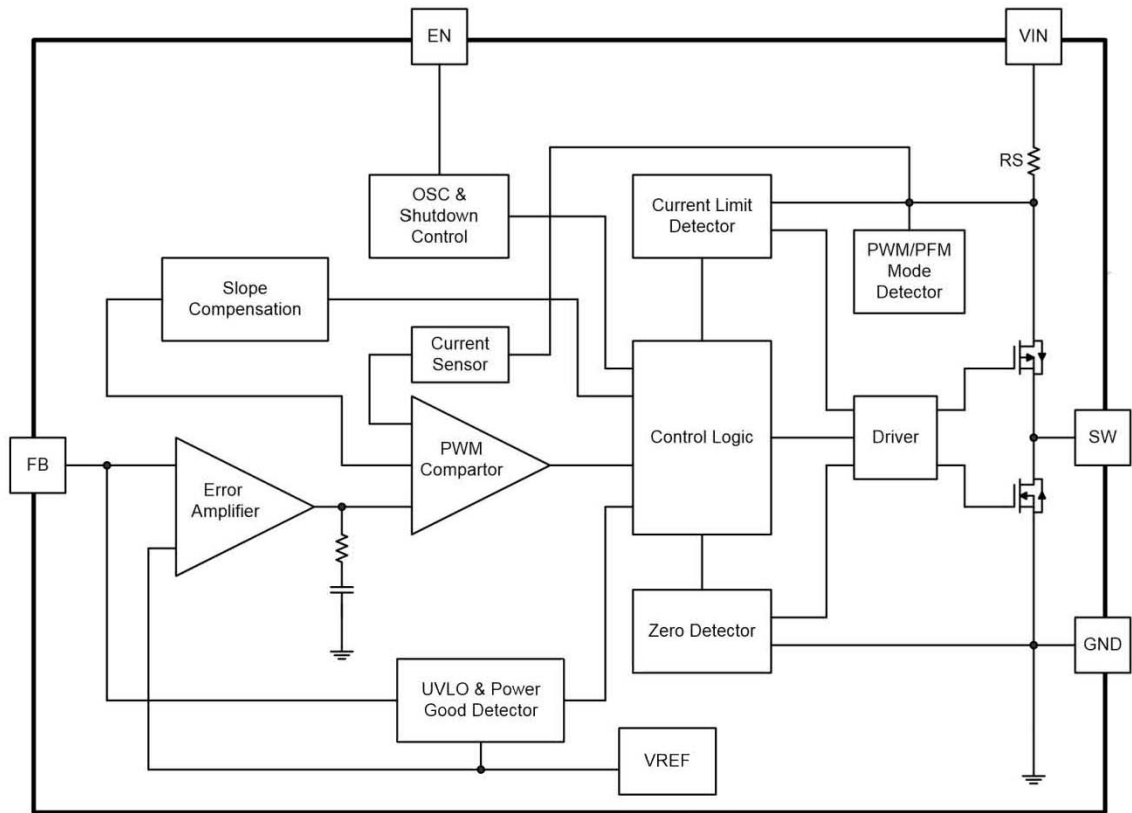 EN
VIN
RS
OSC &
Shutdown
Control
Current Limit
Detector
PWM/PFM
Mode
Detector
Slope
Compensation
Current
Sensor
FB
Error
Amplifier
PWM
Compartor
Control Logic
Driver
SW
Zero Detector
GND
UVLO & Power
Good Detector
VREF